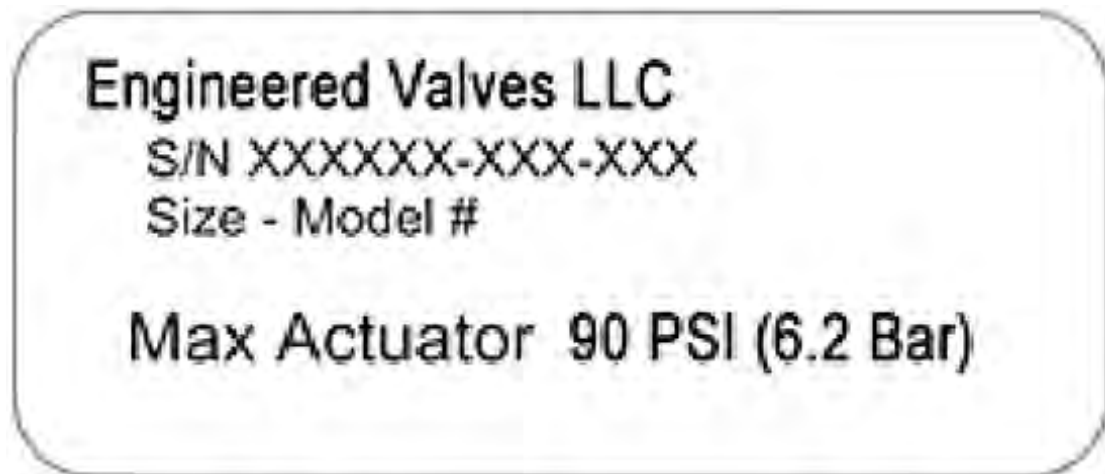 Engineered Valves LLC
S/N XXXXXX-XXX-XXX
Size - Model #
Max Actuator 90 PSI (6.2 Bar)